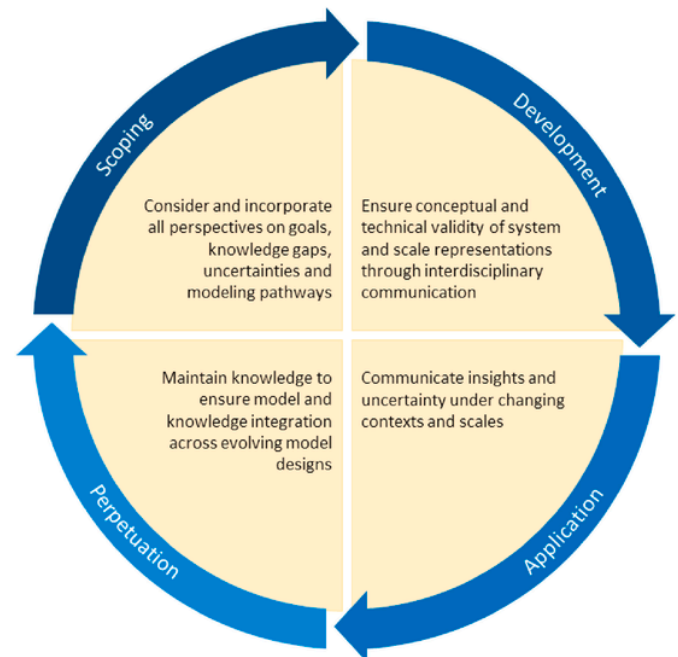 Scoping
Consider and incorporate
all perspectives on goals,
knowledge gaps,
uncertainties and
modeling pathways
Development
Ensure conceptual and
technical validity of system
and scale representations
through interdisciplinary
communication
Application
Communicate insights and
uncertainty under changing
contexts and scales
Perpetuation
Maintain knowledge to
ensure model and
knowledge integration
across evolving model
designs